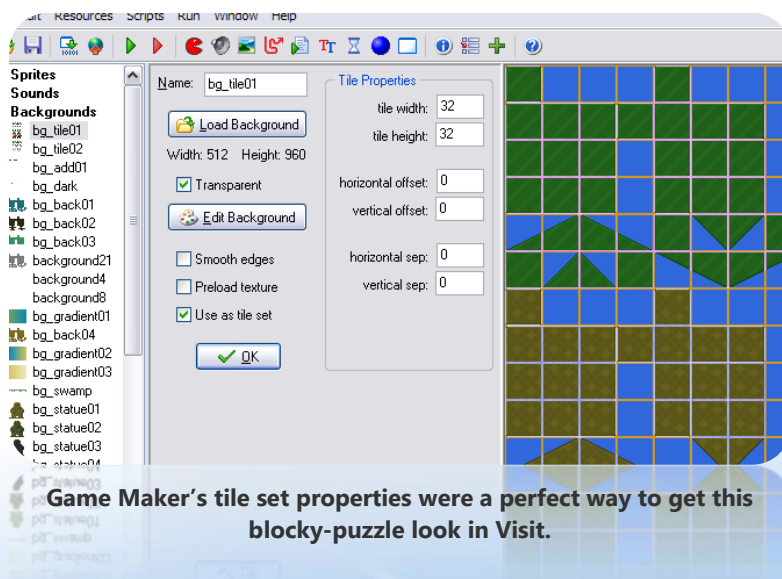 Edit Resources Scripts Run Window Help
Sprites
Sounds
Backgrounds
bg_tile01
bg_tile02
bg_add01
bg_dark
bg_back01
bg_back02
bg_back03
background21
background4
background8
bg_gradient01
bg_back04
bg_gradient02
bg_gradient03
bg_swamp
bg_statue01
bg_statue02
bg_statue03
bg_statue04
Name: bg_tile01
Load Background
Width: 512 Height: 960
Transparent
Edit Background
Smooth edges
Preload texture
Use as tile set
OK
Tile Properties
tile width: 32
tile height: 32
horizontal offset: 0
vertical offset: 0
horizontal sep: 0
vertical sep: 0
Game Maker's tile set properties were a perfect way to get this
blocky-puzzle look in Visit.